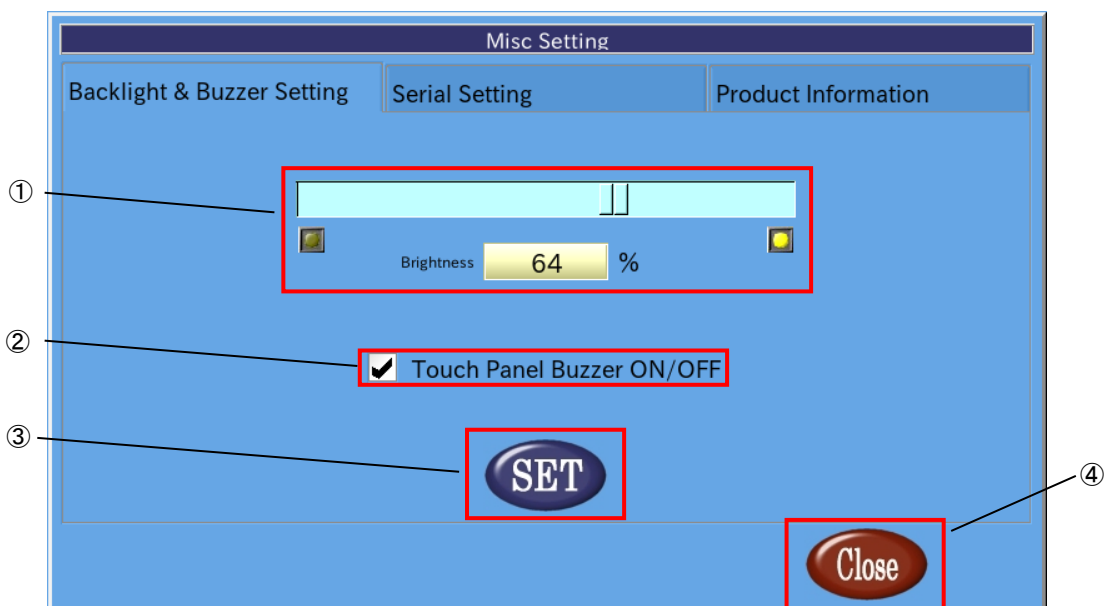 Misc Setting
Backlight & Buzzer Setting Serial Setting Product Information
①
Brightness 64 %
②
Touch Panel Buzzer ON/OFF
③
SET
④
Close